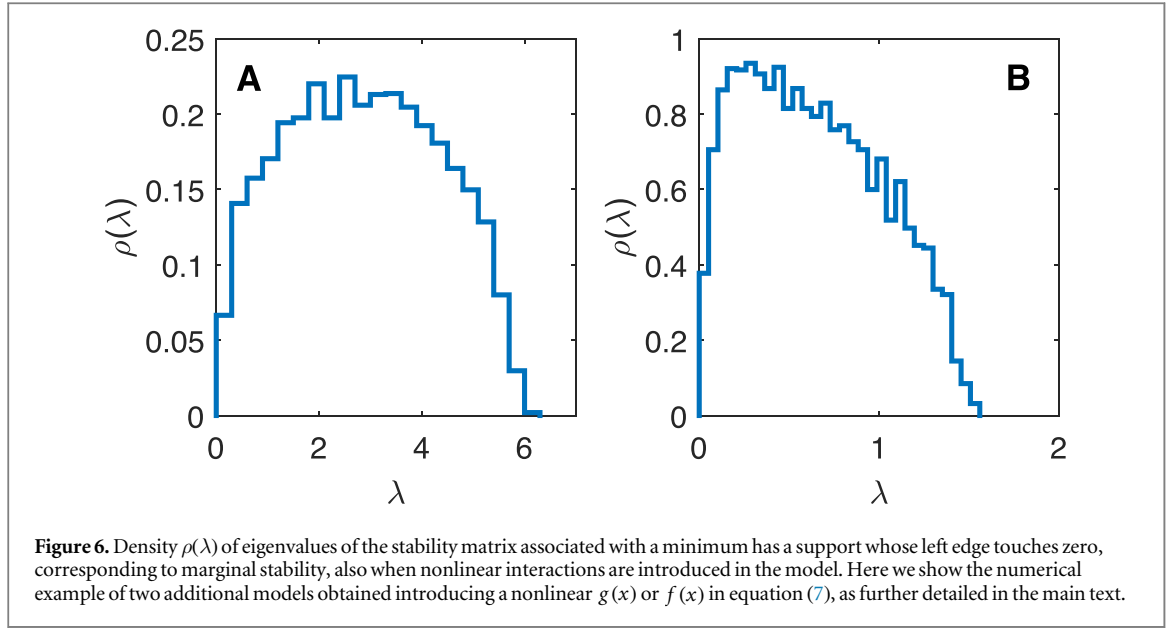 A
B
0.25
0.2
0.15
0.1
0.05
0
0 2 4 6
ρ(λ)
λ
1
0.8
0.6
0.4
0.2
0
0 1 2
ρ(λ)
λ
Figure 6. Density ρ(λ) of eigenvalues of the stability matrix associated with a minimum has a support whose left edge touches zero,
corresponding to marginal stability, also when nonlinear interactions are introduced in the model. Here we show the numerical
example of two additional models obtained introducing a nonlinear g(x) or f(x) in equation (7), as further detailed in the main text.